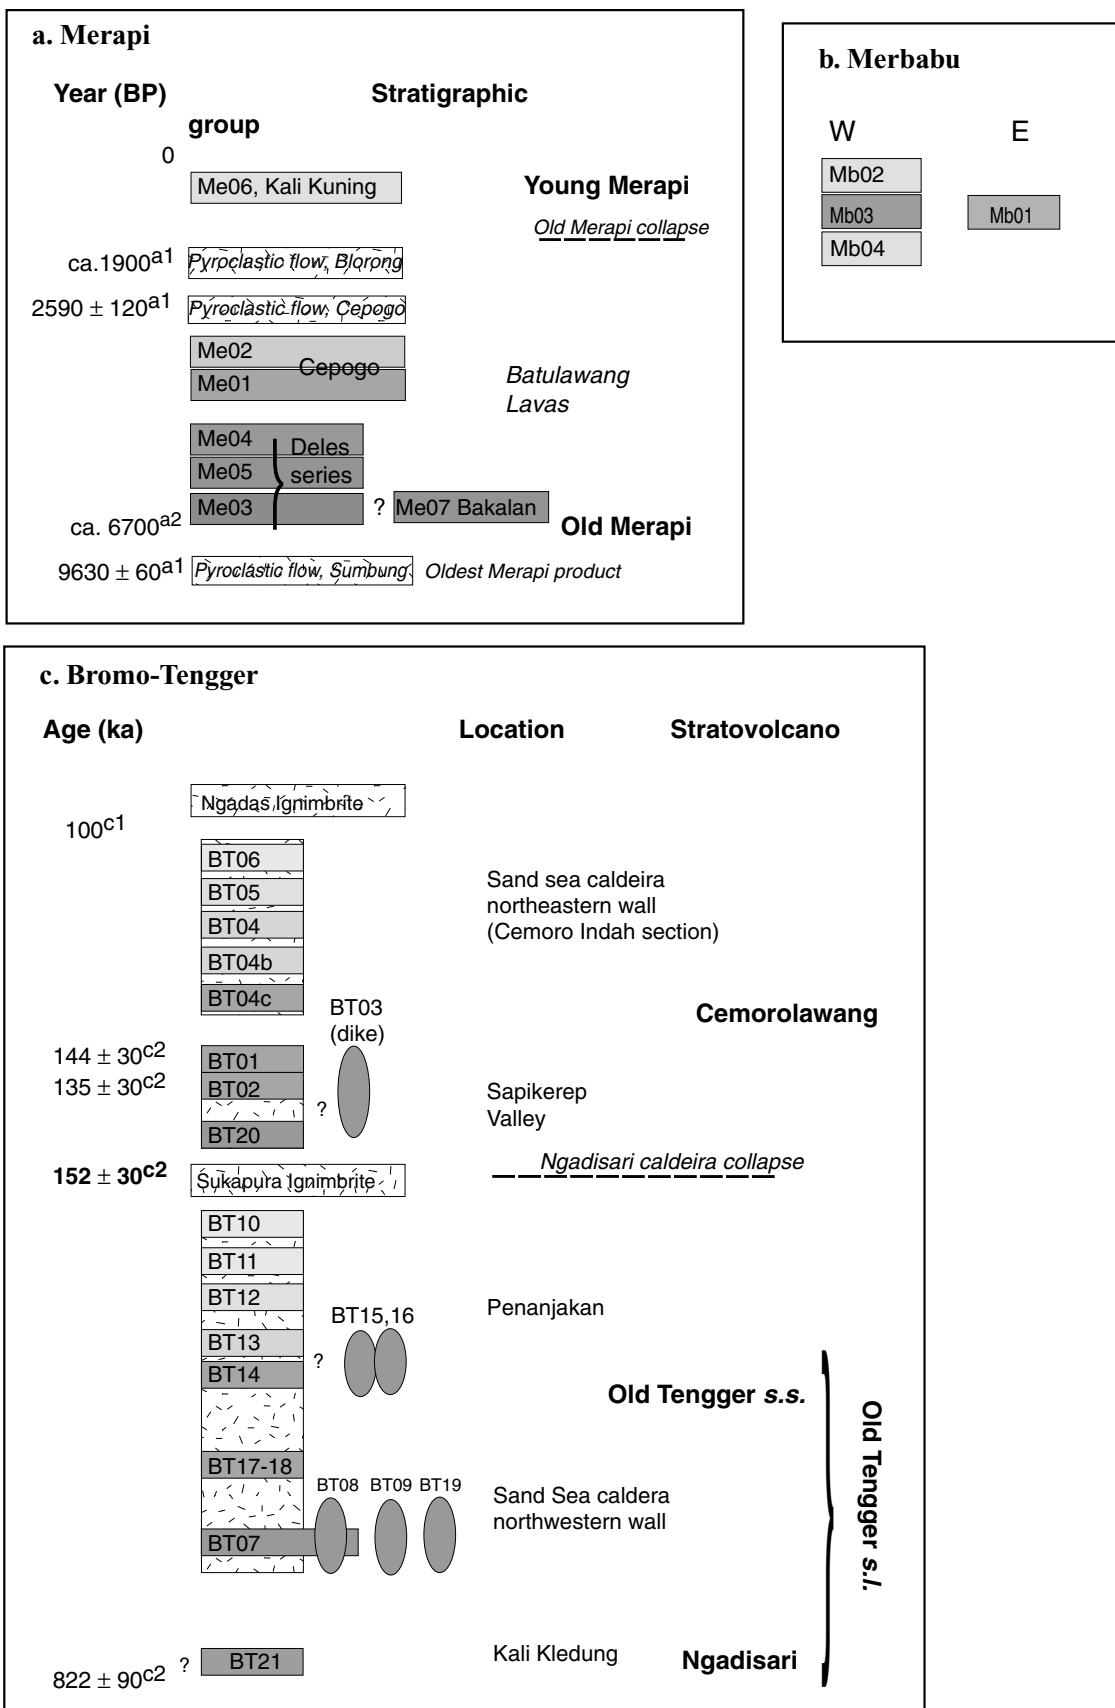 a. Merapi
Year (BP) Stratigraphic
group
0
Me06, Kali Kuning Young Merapi
Old Merapi collapse
ca.1900a1 Pyroclastic flow, Blorong
2590 ± 120a1 Pyroclastic flow, Cepogo
Me02
Cepogo
Me01
Batulawang
Lavas
Me04
Deles
Me05 series
Me03 ? Me07 Bakalan
ca. 6700a2 Old Merapi
9630 ± 60a1 Pyroclastic flow, Sumbung Oldest Merapi product
b. Merbabu
W E
Mb02
Mb03 Mb01
Mb04
c. Bromo-Tengger
Age (ka) Location Stratovolcano
Ngadas Ignimbrite
100c1
BT06
BT05
BT04
BT04b
BT04c
Sand sea caldeira
northeastern wall
(Cemoro Indah section)
BT03
(dike)
Cemorolawang
144 ± 30c2 BT01
135 ± 30c2 BT02
?
BT20
Sapikerep
Valley
Ngadisari caldeira collapse
152 ± 30c2 Sukapura Ignimbrite
BT10
BT11
BT12
BT13
BT14
?
BT15,16
Penanjakan
Old Tengger s.s.
BT17-18
BT08 BT09 BT19
BT07
Sand Sea caldera
northwestern wall
Old Tengger s.l.
822 ± 90c2 ? BT21 Kali Kledung Ngadisari